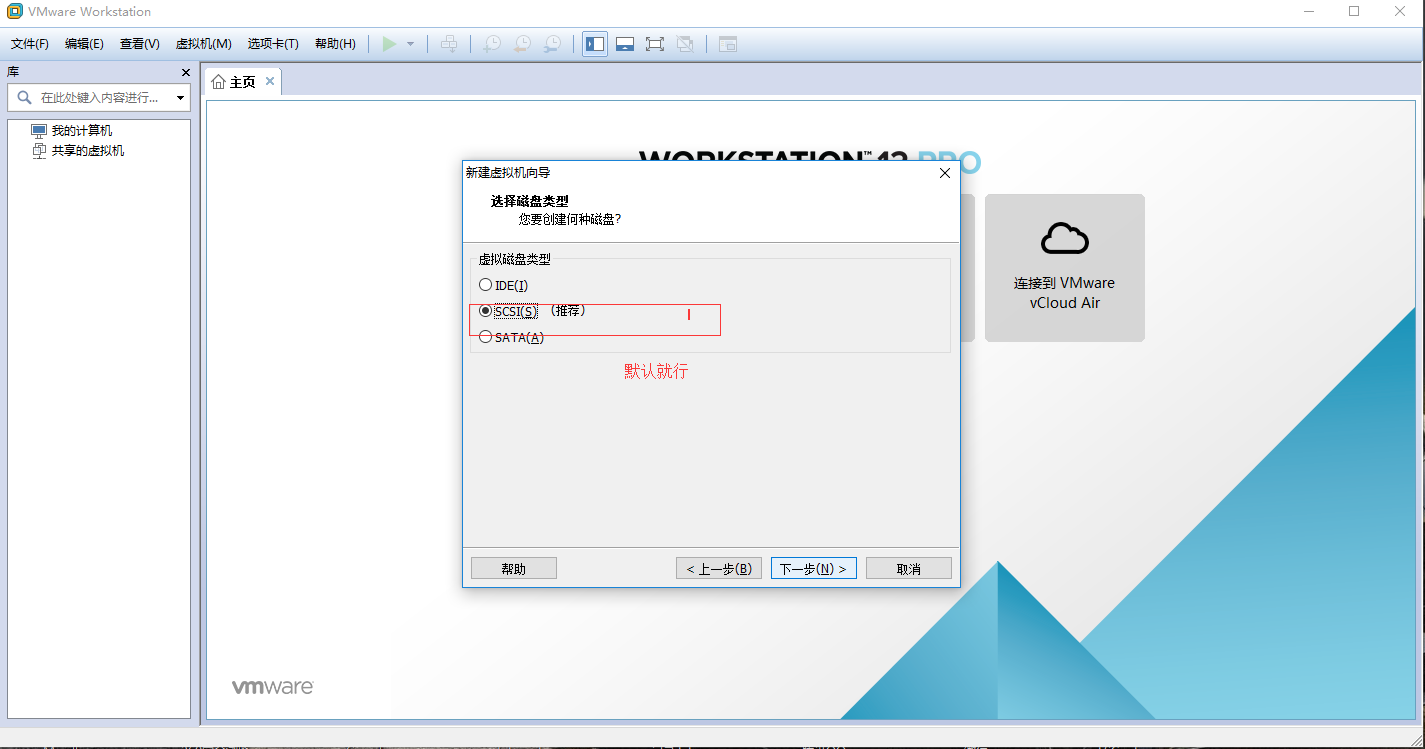 VMware Workstation
文件(F) 编辑(E) 查看(V) 虚拟机(M) 选项卡(T) 帮助(H)
库
在此处键入内容进行...
我的计算机
共享的虚拟机
主页
WORKSTATION™ 12 PRO
新建虚拟机向导
选择磁盘类型
您要创建何种磁盘?
虚拟磁盘类型
IDE(I)
SCSI(S) (推荐)
SATA(A)
默认就行
帮助 < 上一步(B) 下一步(N) > 取消
连接到 VMware
vCloud Air
vmware